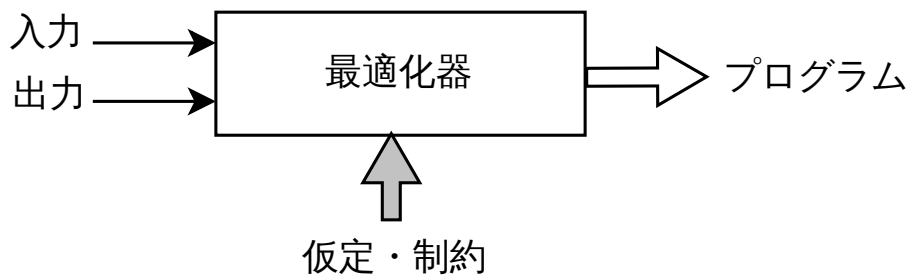 入力
出力
最適化器
プログラム
仮定・制約